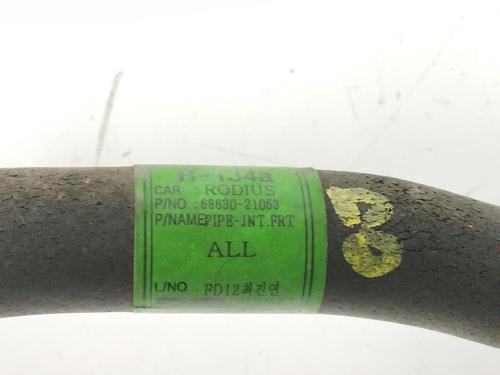 R-134a
CAR : RODIUS
P/NO : 68630-21053
P/NAME:PIPE-JNT.FRT
ALL
L/NO FD12최진연